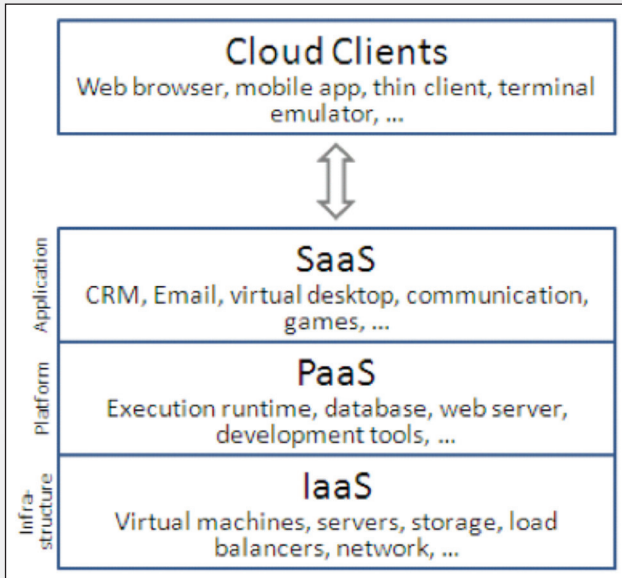 Cloud Clients
Web browser, mobile app, thin client, terminal
emulator, ...
Application
SaaS
CRM, Email, virtual desktop, communication,
games, ...
Platform
PaaS
Execution runtime, database, web server,
development tools, ...
Infra-
structure
IaaS
Virtual machines, servers, storage, load
balancers, network, ...